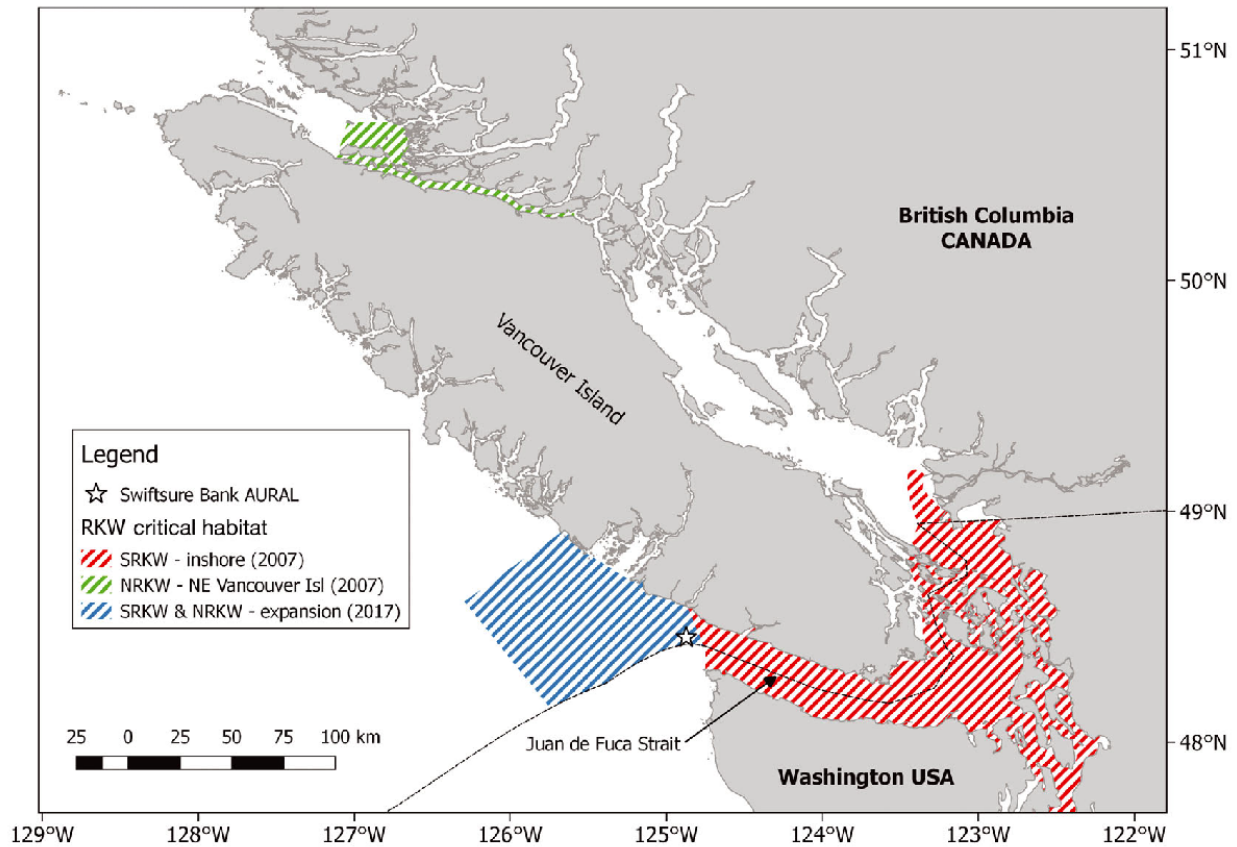 51°N
British Columbia
CANADA
50°N
Vancouver Island
Legend
Swiftsure Bank AURAL
RKW critical habitat
SRKW - inshore (2007)
NRKW - NE Vancouver Isl (2007)
SRKW & NRKW - expansion (2017)
49°N
Juan de Fuca Strait
48°N
Washington USA
25 0 25 50 75 100 km
129°W 128°W 127°W 126°W 125°W 124°W 123°W 122°W